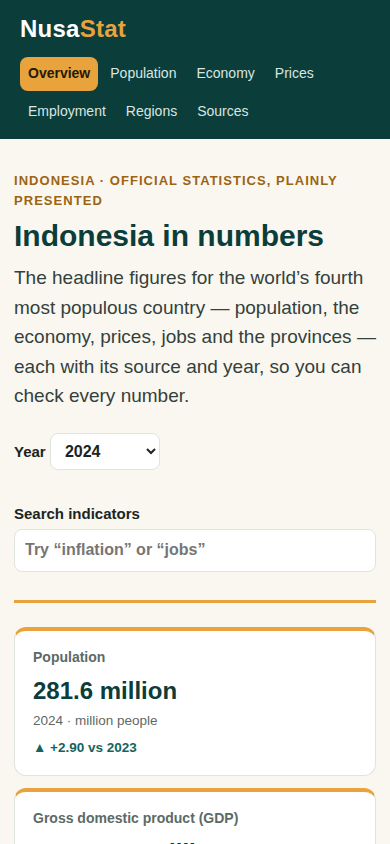 NusaStat
Overview Population Economy Prices
Employment Regions Sources
INDONESIA · OFFICIAL STATISTICS, PLAINLY
PRESENTED
Indonesia in numbers
The headline figures for the world’s fourth
most populous country — population, the
economy, prices, jobs and the provinces —
each with its source and year, so you can
check every number.
Year 2024
Search indicators
Try “inflation” or “jobs”
Population
281.6 million
2024 · million people
▲ +2.90 vs 2023
Gross domestic product (GDP)